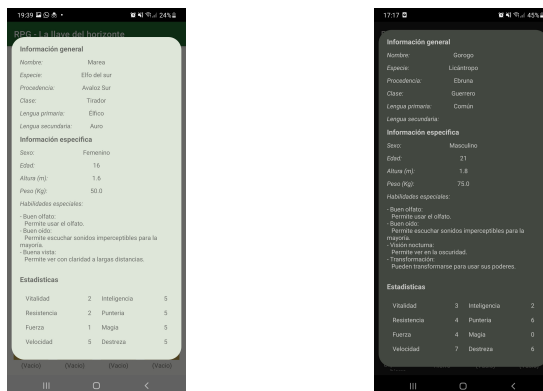 19:39
24%
RPG - La llave del horizonte
Información general
Nombre: Marea
Especie: Elfo del sur
Procedencia: Avaloz Sur
Clase: Tirador
Lengua primaria: Élfico
Lengua secundaria: Auro
Información específica
Sexo: Femenino
Edad: 16
Altura (m): 1.6
Peso (Kg): 50.0
Habilidades especiales:
- Buen olfato:
Permite usar el olfato.
- Buen oido:
Permite escuchar sonidos imperceptibles para la
mayoría.
- Buena vista:
Permite ver con claridad a largas distancias.
Estadísticas
Vitalidad 2 Inteligencia 5
Resistencia 2 Puntería 5
Fuerza 1 Magia 5
Velocidad 5 Destreza 5
(Vacío) (Vacío) (Vacío) (Vacío)
17:17
45%
Información general
Nombre: Gorogo
Especie: Licántropo
Procedencia: Ebruna
Clase: Guerrero
Lengua primaria: Común
Lengua secundaria:
Información específica
Sexo: Masculino
Edad: 21
Altura (m): 1.8
Peso (Kg): 75.0
Habilidades especiales:
- Buen olfato:
Permite usar el olfato.
- Buen oido:
Permite escuchar sonidos imperceptibles para la
mayoría.
- Visión nocturna:
Permite ver en la oscuridad.
- Transformación:
Pueden transformarse para usar sus poderes.
Estadísticas
Vitalidad 3 Inteligencia 2
Resistencia 4 Puntería 6
Fuerza 4 Magia 0
Velocidad 7 Destreza 6